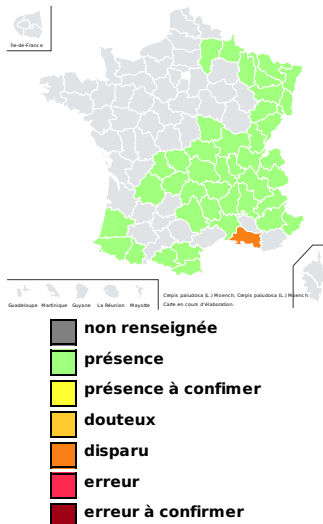 Île-de-France
Guadeloupe Martinique Guyane La Réunion Mayotte
Crepis paludosa (L.) Moench, Crepis paludosa (L.) Moench
Carte en cours d'élaboration.
non renseignée
présence
présence à confimer
douteux
disparu
erreur
erreur à confirmer